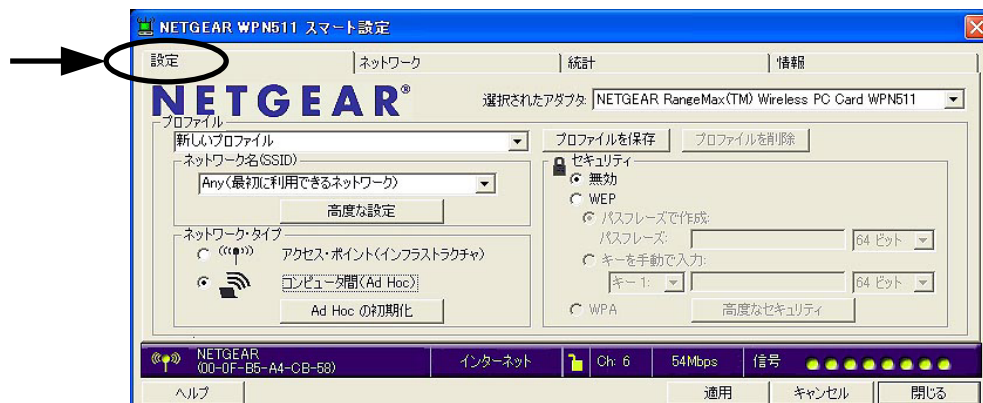 NETGEAR WPN511 スマート設定
設定 ネットワーク 統計 情報
NETGEAR® 選択されたアダプタ: NETGEAR RangeMax(TM) Wireless PC Card WPN511
プロファイル
新しいプロファイル プロファイルを保存 プロファイルを削除
ネットワーク名(SSID)
Any(最初に利用できるネットワーク)
高度な設定
ネットワーク・タイプ
アクセス・ポイント(インフラストラクチャ)
コンピュータ間(Ad Hoc)
Ad Hoc の初期化
セキュリティ
無効
WEP
パスフレーズで作成:
パスフレーズ: 64 ビット
キーを手動で入力:
キー 1: 64 ビット
WPA 高度なセキュリティ
NETGEAR
(00-0F-B5-A4-CB-58) インターネット Ch: 6 54Mbps 信号
ヘルプ 適用 キャンセル 閉じる